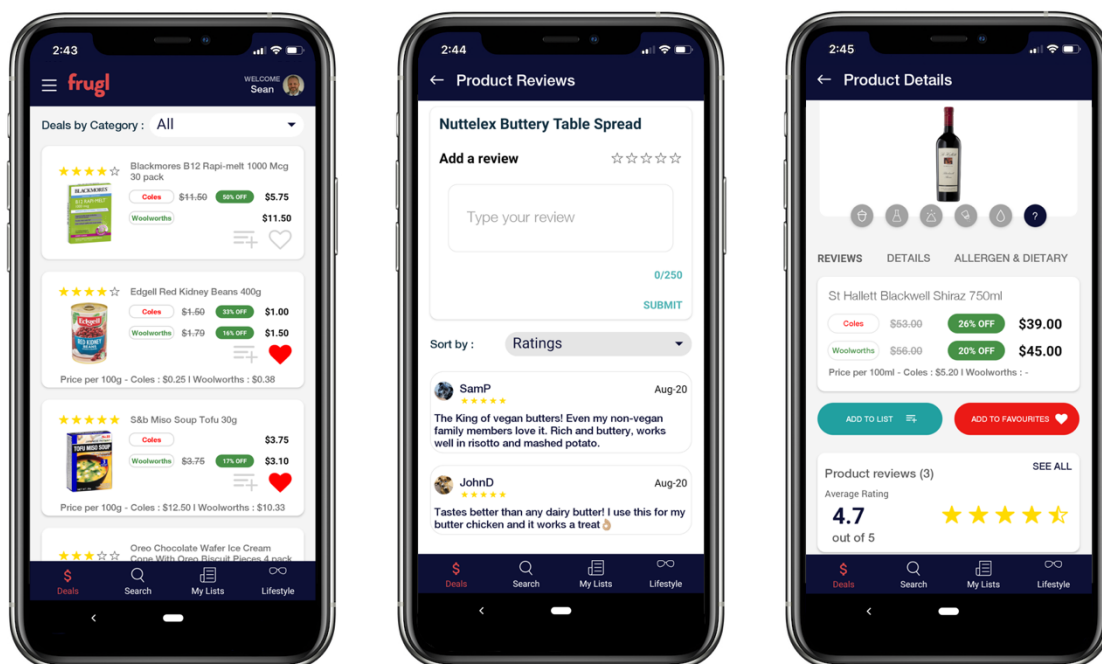 2:43
frugl
WELCOME
Sean
Deals by Category : All
Blackmores B12 Rapi-melt 1000 Mcg
30 pack
BLACKMORES
Coles $11.50 50% OFF $5.75
Woolworths $11.50
Edgell Red Kidney Beans 400g
Edgell
RED KIDNEY
BEANS
Coles $1.50 33% OFF $1.00
Woolworths $1.79 16% OFF $1.50
Price per 100g - Coles : $0.25 I Woolworths : $0.38
S&b Miso Soup Tofu 30g
TOFU MISO SOUP
Coles $3.75
Woolworths $3.75 17% OFF $3.10
Price per 100g - Coles : $12.50 I Woolworths : $10.33
Oreo Chocolate Wafer Ice Cream
Cone With Oreo Biscuit Pieces 4 pack
$
Deals Search My Lists Lifestyle
2:44
Product Reviews
Nuttelex Buttery Table Spread
Add a review
Type your review
0/250
SUBMIT
Sort by : Ratings
SamP Aug-20
The King of vegan butters! Even my non-vegan
family members love it. Rich and buttery, works
well in risotto and mashed potato.
JohnD Aug-20
Tastes better than any dairy butter! I use this for my
butter chicken and it works a treat👌🏼
$
Deals Search My Lists Lifestyle
2:45
Product Details
?
REVIEWS DETAILS ALLERGEN & DIETARY
St Hallett Blackwell Shiraz 750ml
Coles $53.00 26% OFF $39.00
Woolworths $56.00 20% OFF $45.00
Price per 100ml - Coles : $5.20 I Woolworths : -
ADD TO LIST ADD TO FAVOURITES
Product reviews (3) SEE ALL
Average Rating
4.7
out of 5
$
Deals Search My Lists Lifestyle